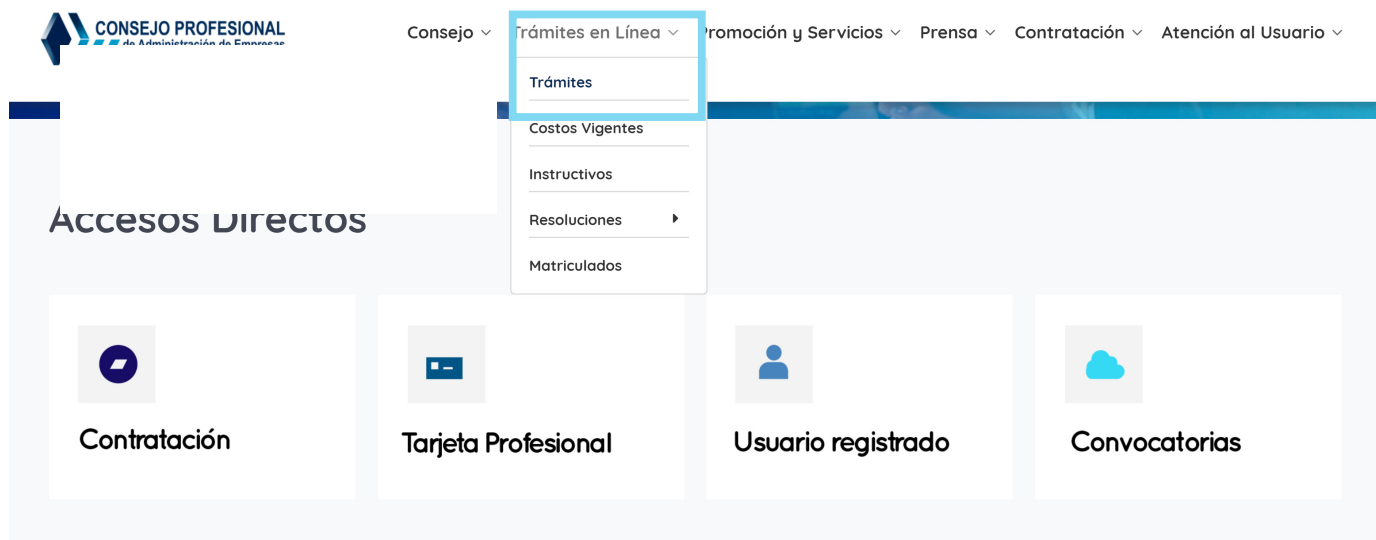 CONSEJO PROFESIONAL
de Administración de Empresas
Consejo Trámites en Línea Promoción y Servicios Prensa Contratación Atención al Usuario
Trámites
Costos Vigentes
Instructivos
Resoluciones
Matriculados
Accesos Directos
Contratación Tarjeta Profesional Usuario registrado Convocatorias